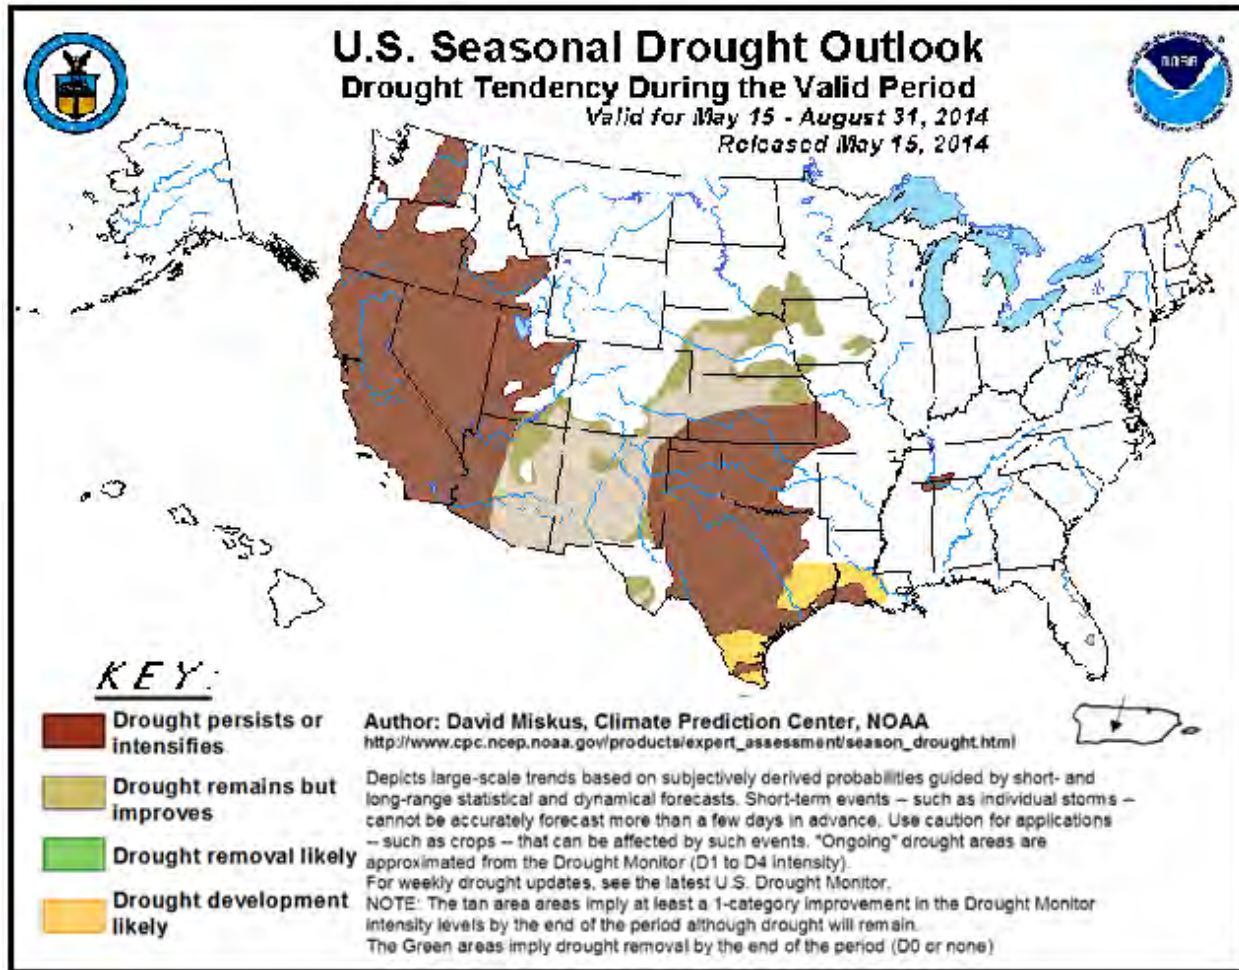 U.S. Seasonal Drought Outlook
Drought Tendency During the Valid Period
Valid for May 15 - August 31, 2014
Released May 15, 2014
noaa
KEY:
Drought persists or
intensifies
Drought remains but
improves
Drought removal likely
Drought development
likely
Author: David Miskus, Climate Prediction Center, NOAA
http://www.cpc.ncep.noaa.gov/products/expert_assessment/season_drought.html
Depicts large-scale trends based on subjectively derived probabilities guided by short- and
long-range statistical and dynamical forecasts. Short-term events -- such as individual storms --
cannot be accurately forecast more than a few days in advance. Use caution for applications
-- such as crops -- that can be affected by such events. "Ongoing" drought areas are
approximated from the Drought Monitor (D1 to D4 intensity).
For weekly drought updates, see the latest U.S. Drought Monitor.
NOTE: The tan area areas imply at least a 1-category improvement in the Drought Monitor
intensity levels by the end of the period although drought will remain.
The Green areas imply drought removal by the end of the period (D0 or none)